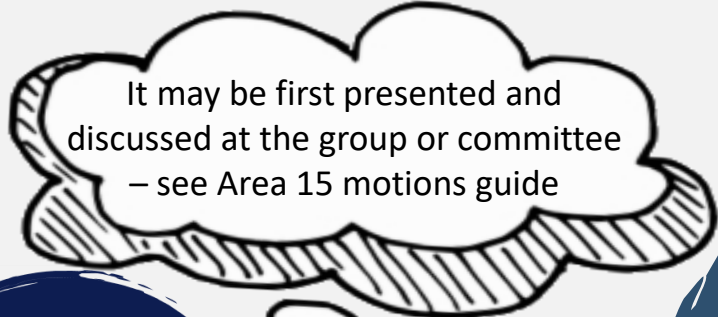 It may be first presented and
discussed at the group or committee
– see Area 15 motions guide